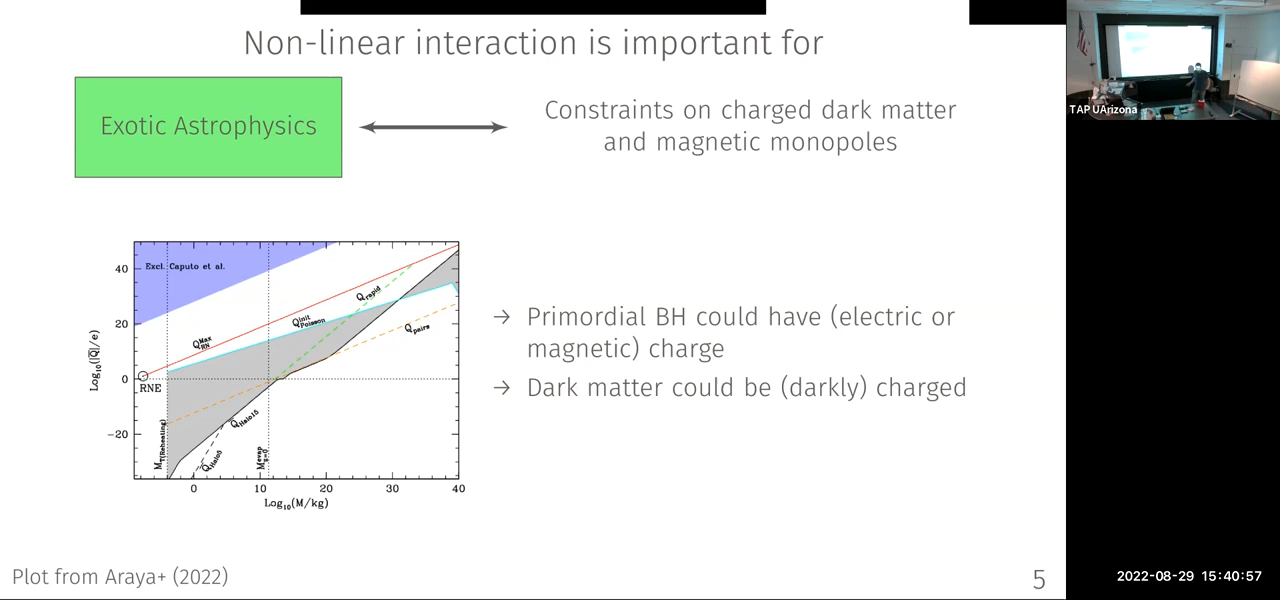 Non-linear interaction is important for
Exotic Astrophysics
Constraints on charged dark matter
and magnetic monopoles
Excl. Caputo et al.
Q_RN^Max
Q_Poisson^init
Q_rapid
Q_pairs
RNE
Q_Halo15
Q_Halo0
M_T(Reheating)
M_z=0^evap
Log₁₀(|Q|/e)
40
20
0
−20
0
10
20
30
40
Log₁₀(M/kg)
→ Primordial BH could have (electric or
magnetic) charge
→ Dark matter could be (darkly) charged
Plot from Araya+ (2022)
5
TAP UArizona
2022-08-29 15:40:57